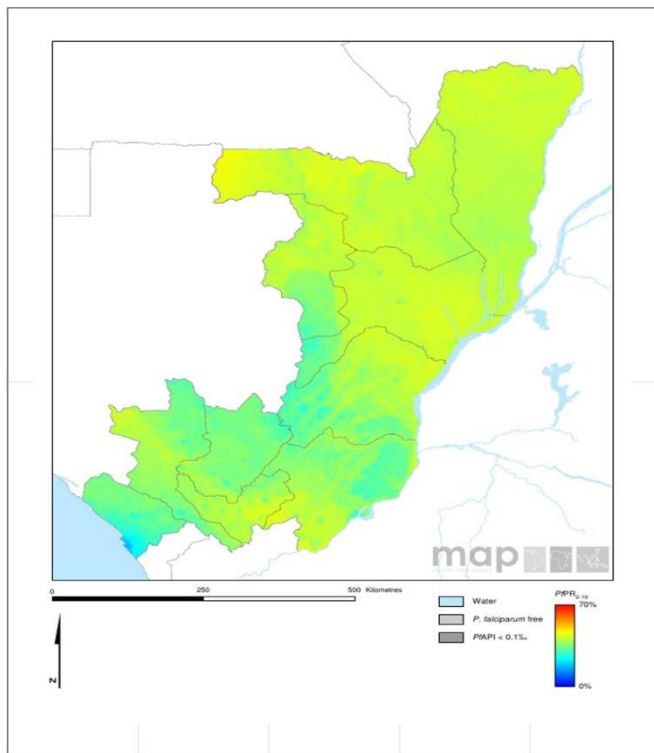 map
0 250 500 Kilometres
N
Water
P. falciparum free
PfAPI < 0.1‰
PfPR2-10
70%
0%